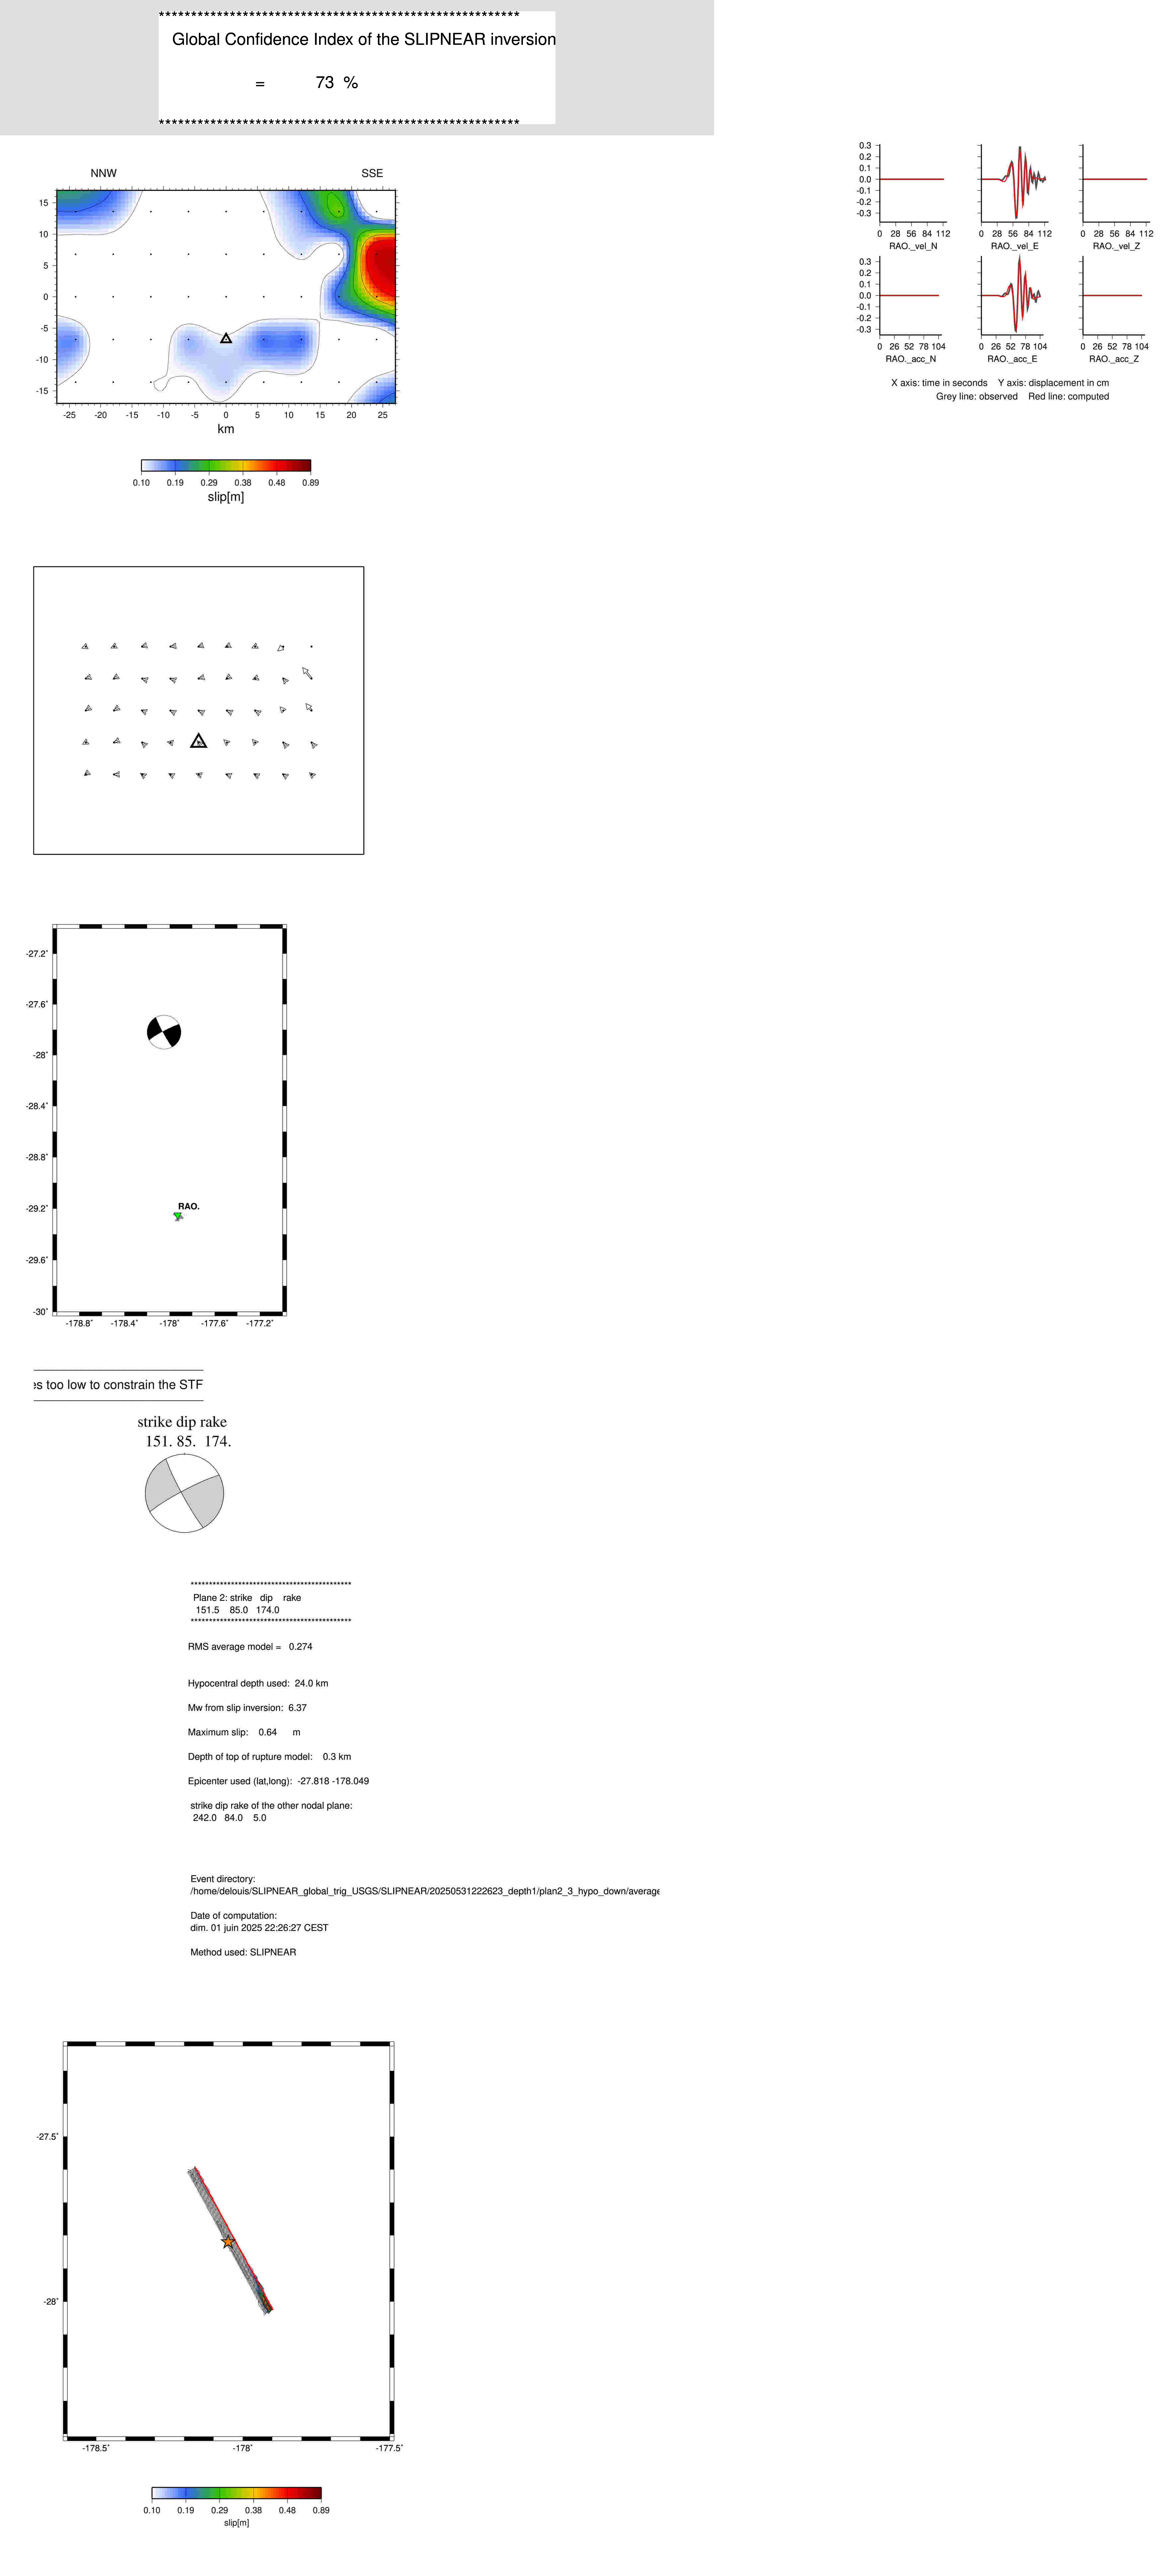 ********************************************************
Global Confidence Index of the SLIPNEAR inversion
= 73 %
********************************************************
NNW SSE
15
10
5
0
-5
-10
-15
-25 -20 -15 -10 -5 0 5 10 15 20 25
km
0.10 0.19 0.29 0.38 0.48 0.89
slip[m]
0.3
0.2
0.1
0.0
-0.1
-0.2
-0.3
0 28 56 84 112 0 28 56 84 112 0 28 56 84 112
RAO._vel_N RAO._vel_E RAO._vel_Z
0.3
0.2
0.1
0.0
-0.1
-0.2
-0.3
0 26 52 78 104 0 26 52 78 104 0 26 52 78 104
RAO._acc_N RAO._acc_E RAO._acc_Z
X axis: time in seconds Y axis: displacement in cm
Grey line: observed Red line: computed
-27.2˚
-27.6˚
-28˚
-28.4˚
-28.8˚
-29.2˚
-29.6˚
-30˚
RAO.
-178.8˚ -178.4˚ -178˚ -177.6˚ -177.2˚
es too low to constrain the STF
strike dip rake
151. 85. 174.
********************************************
Plane 2: strike dip rake
151.5 85.0 174.0
********************************************
RMS average model = 0.274
Hypocentral depth used: 24.0 km
Mw from slip inversion: 6.37
Maximum slip: 0.64 m
Depth of top of rupture model: 0.3 km
Epicenter used (lat,long): -27.818 -178.049
strike dip rake of the other nodal plane:
242.0 84.0 5.0
Event directory:
/home/delouis/SLIPNEAR_global_trig_USGS/SLIPNEAR/20250531222623_depth1/plan2_3_hypo_down/average
Date of computation:
dim. 01 juin 2025 22:26:27 CEST
Method used: SLIPNEAR
-27.5˚
-28˚
-178.5˚ -178˚ -177.5˚
0.10 0.19 0.29 0.38 0.48 0.89
slip[m]